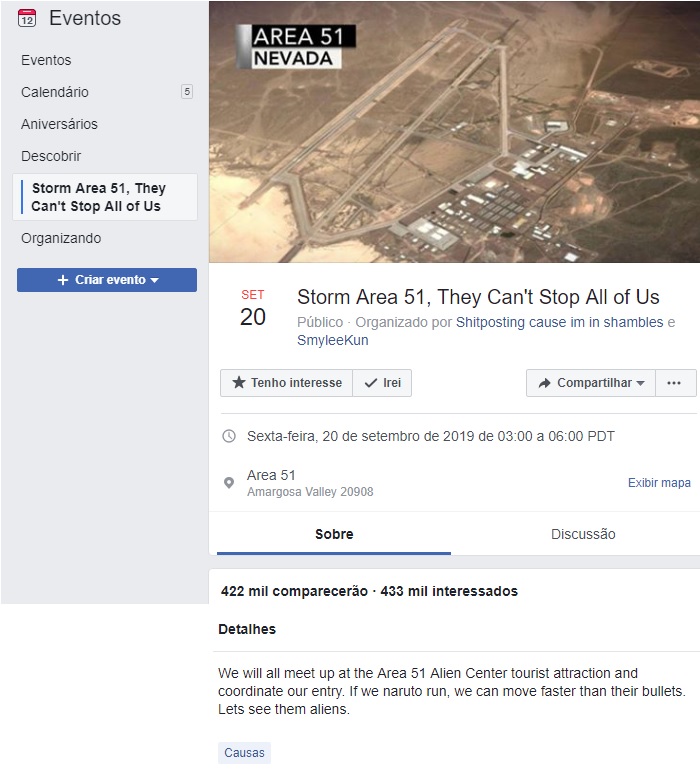 12
Eventos
Eventos
Calendário 5
Aniversários
Descobrir
Storm Area 51, They
Can't Stop All of Us
Organizando
+ Criar evento
AREA 51
NEVADA
SET
20
Storm Area 51, They Can't Stop All of Us
Público · Organizado por Shitposting cause im in shambles e
SmyleeKun
Tenho interesse Irei Compartilhar ...
Sexta-feira, 20 de setembro de 2019 de 03:00 a 06:00 PDT
Area 51 
Amargosa Valley 20908
Exibir mapa
Sobre Discussão
422 mil comparecerão · 433 mil interessados
Detalhes
We will all meet up at the Area 51 Alien Center tourist attraction and
coordinate our entry. If we naruto run, we can move faster than their bullets.
Lets see them aliens.
Causas